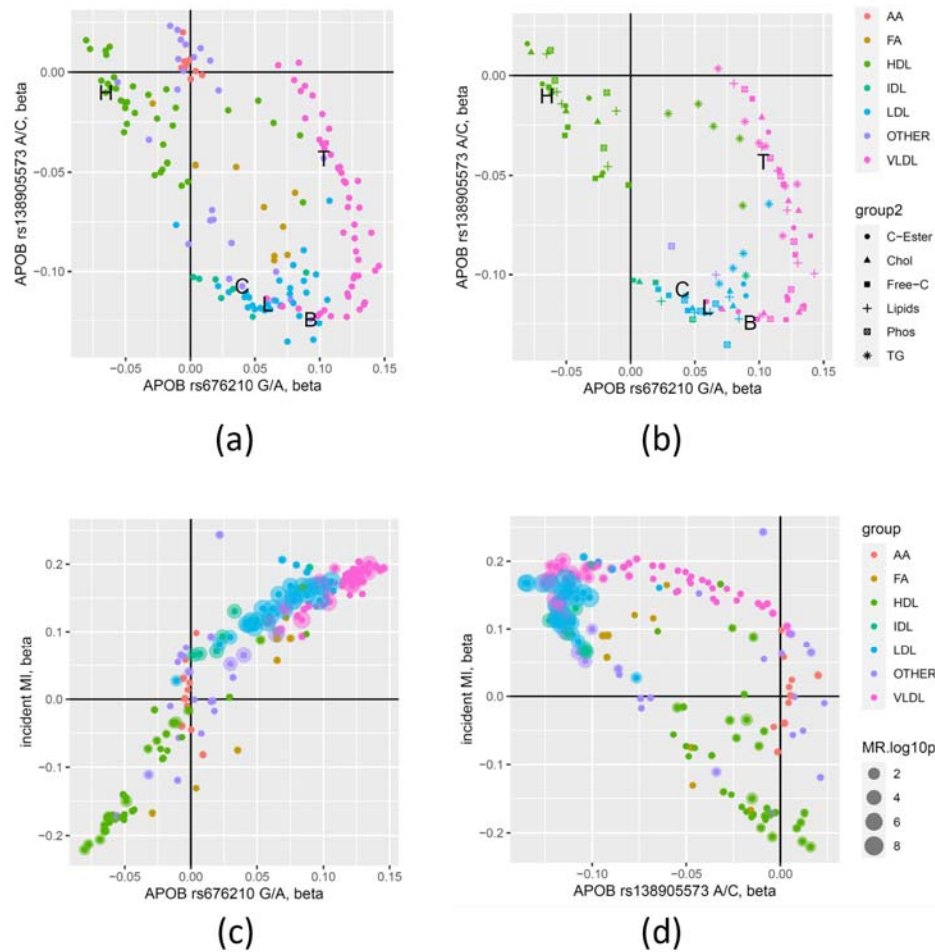 0.00
−0.05
−0.10
APOB rs138905573 A/C, beta
H
T
C
L
B
−0.05
0.00
0.05
0.10
0.15
APOB rs676210 G/A, beta
(a)
0.00
−0.05
−0.10
APOB rs138905573 A/C, beta
H
T
C
L
B
−0.05
0.00
0.05
0.10
0.15
APOB rs676210 G/A, beta
(b)
AA
FA
HDL
IDL
LDL
OTHER
VLDL
group2
C−Ester
Chol
Free−C
Lipids
Phos
TG
0.2
0.1
0.0
−0.1
−0.2
incident MI, beta
−0.05
0.00
0.05
0.10
0.15
APOB rs676210 G/A, beta
(c)
0.2
0.1
0.0
−0.1
−0.2
incident MI, beta
−0.10
−0.05
0.00
APOB rs138905573 A/C, beta
(d)
group
AA
FA
HDL
IDL
LDL
OTHER
VLDL
MR.log10p
2
4
6
8